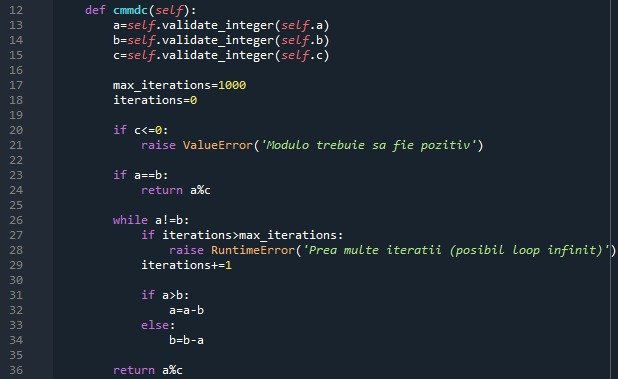 12 def cmmdc(self):
13 a=self.validate_integer(self.a)
14 b=self.validate_integer(self.b)
15 c=self.validate_integer(self.c)
16
17 max_iterations=1000
18 iterations=0
19
20 if c<=0:
21 raise ValueError('Modulo trebuie sa fie pozitiv')
22
23 if a==b:
24 return a%c
25
26 while a!=b:
27 if iterations>max_iterations:
28 raise RuntimeError('Prea multe iteratii (posibil loop infinit)')
29 iterations+=1
30
31 if a>b:
32 a=a-b
33 else:
34 b=b-a
35
36 return a%c